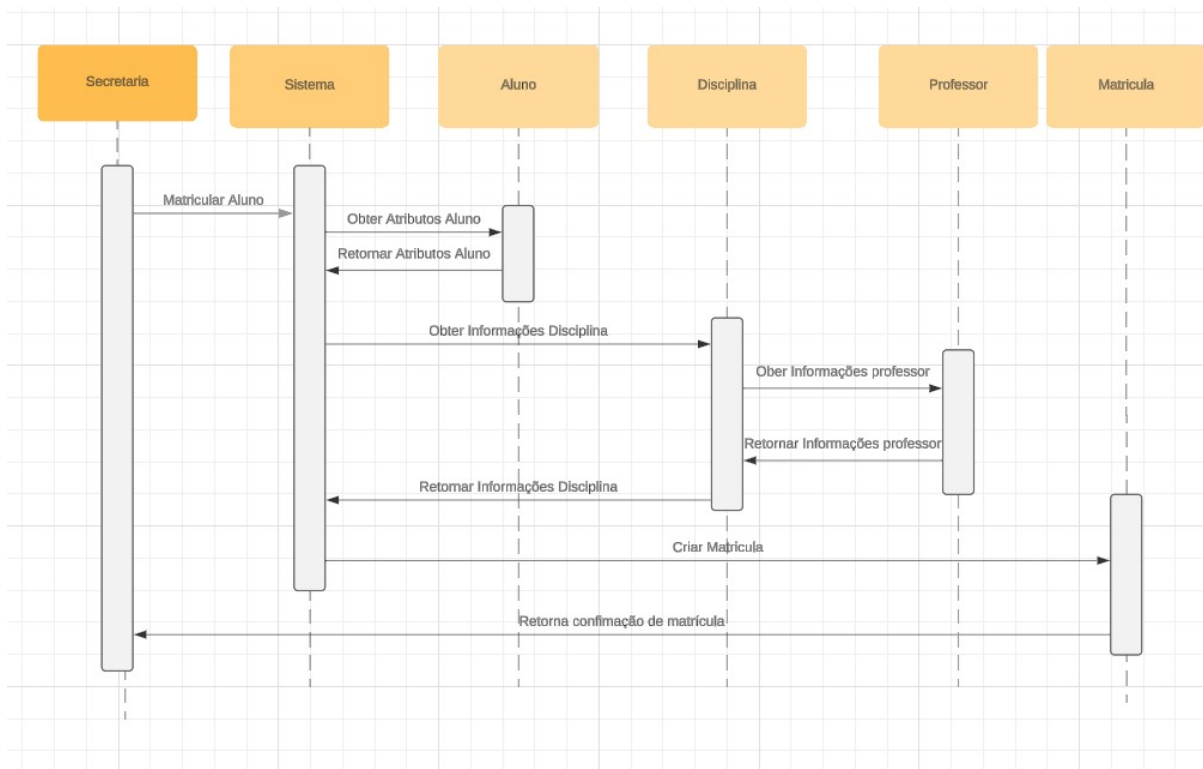 Secretaria
Sistema
Aluno
Disciplina
Professor
Matricula
Matricular Aluno
Obter Atributos Aluno
Retornar Atributos Aluno
Obter Informações Disciplina
Ober Informações professor
Retornar Informações professor
Retornar Informações Disciplina
Criar Matricula
Retorna confimação de matrícula